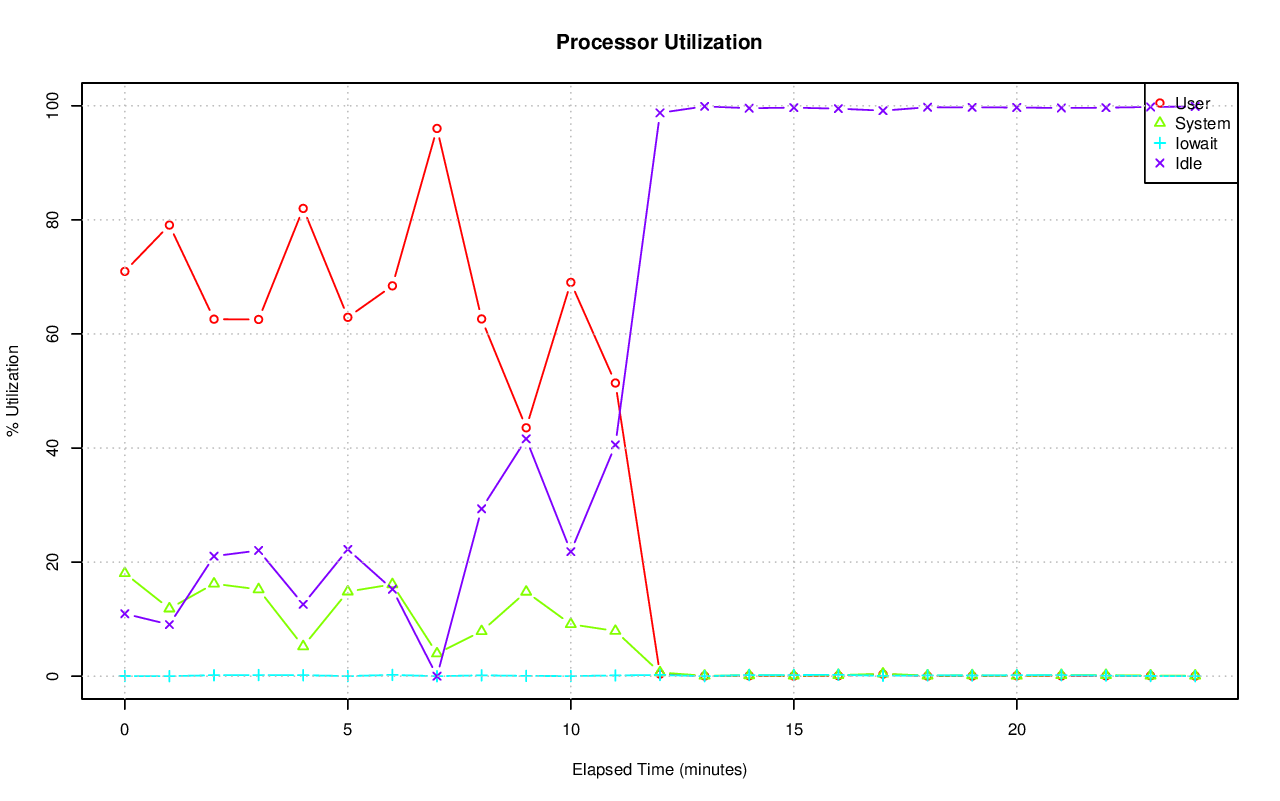 Processor Utilization
% Utilization
100
80
60
40
20
0
User
System
Iowait
Idle
0 5 10 15 20
Elapsed Time (minutes)